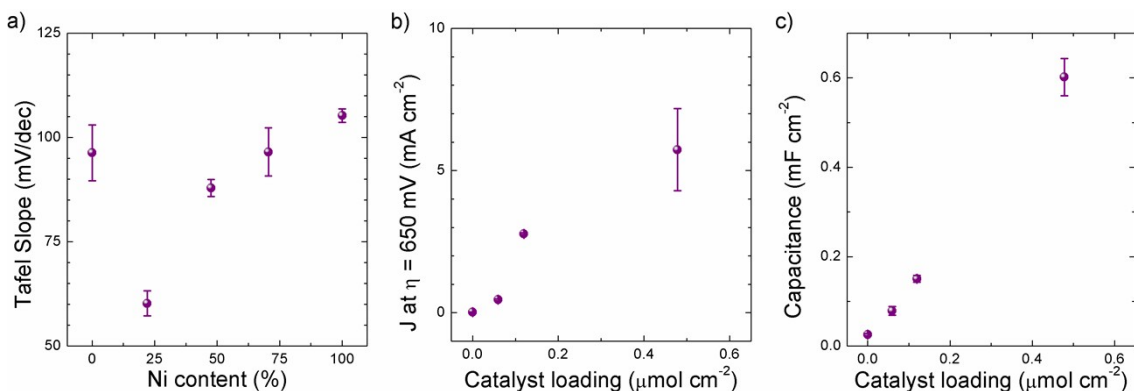 a)
125
100
75
50
Tafel Slope (mV/dec)
0 25 50 75 100
Ni content (%)
b)
10
5
0
J at η = 650 mV (mA cm⁻²)
0.0 0.2 0.4 0.6
Catalyst loading (μmol cm⁻²)
c)
0.6
0.4
0.2
0.0
Capacitance (mF cm⁻²)
0.0 0.2 0.4 0.6
Catalyst loading (μmol cm⁻²)